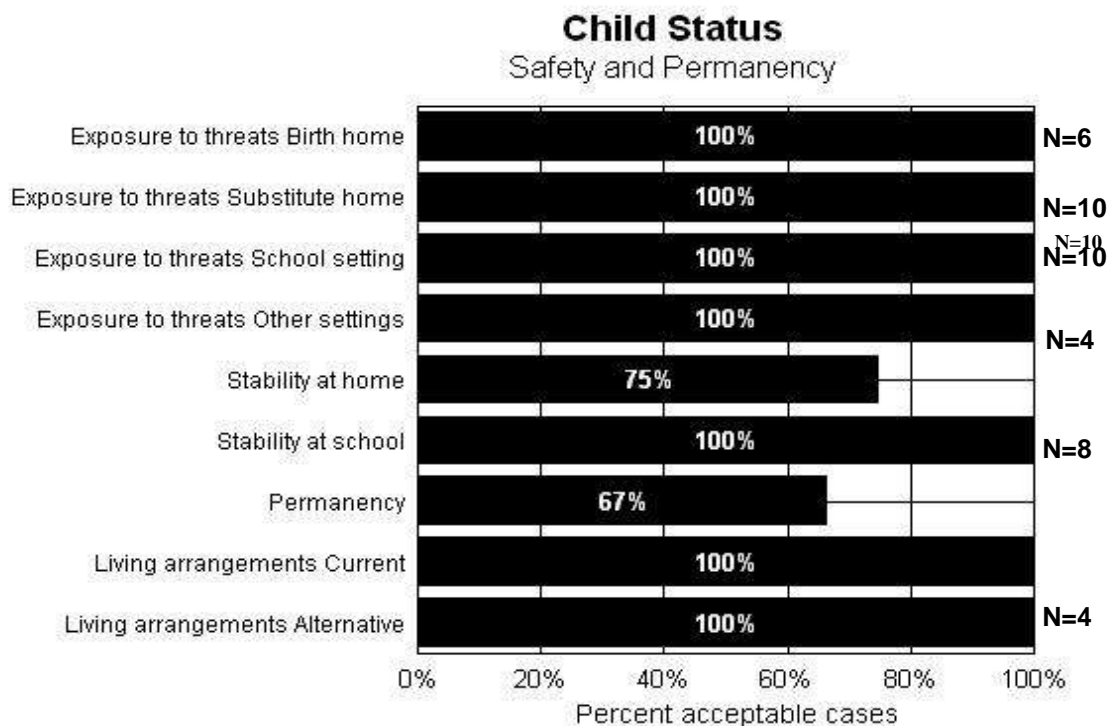 Child Status
Safety and Permanency
Exposure to threats Birth home 100% N=6
Exposure to threats Substitute home 100% N=10
N=10
Exposure to threats School setting 100% N=10
Exposure to threats Other settings 100% N=4
Stability at home 75%
Stability at school 100% N=8
Permanency 67%
Living arrangements Current 100%
Living arrangements Alternative 100% N=4
0% 20% 40% 60% 80% 100%
Percent acceptable cases